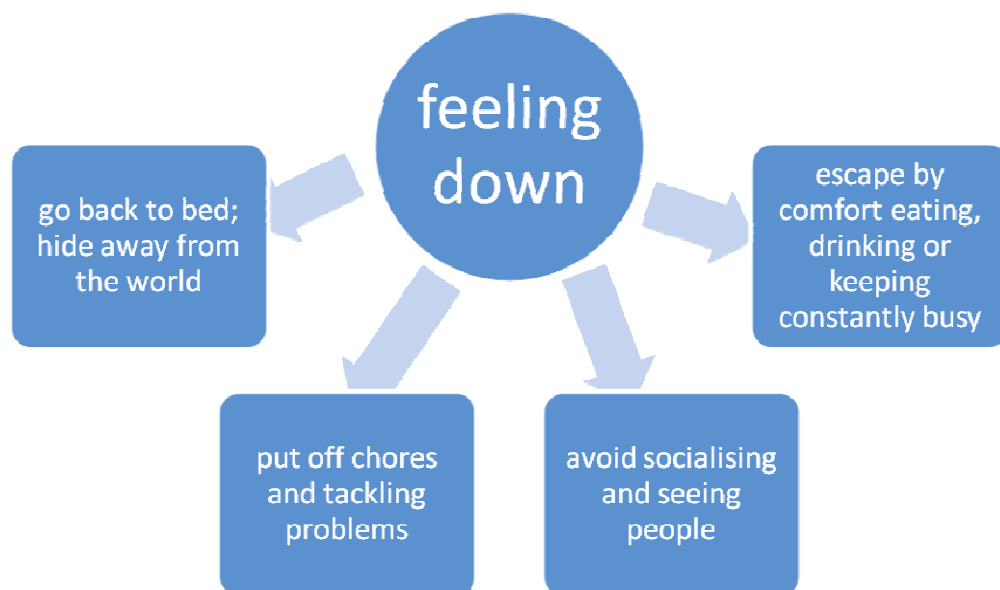 feeling
down
go back to bed;
hide away from
the world
put off chores
and tackling
problems
avoid socialising
and seeing
people
escape by
comfort eating,
drinking or
keeping
constantly busy